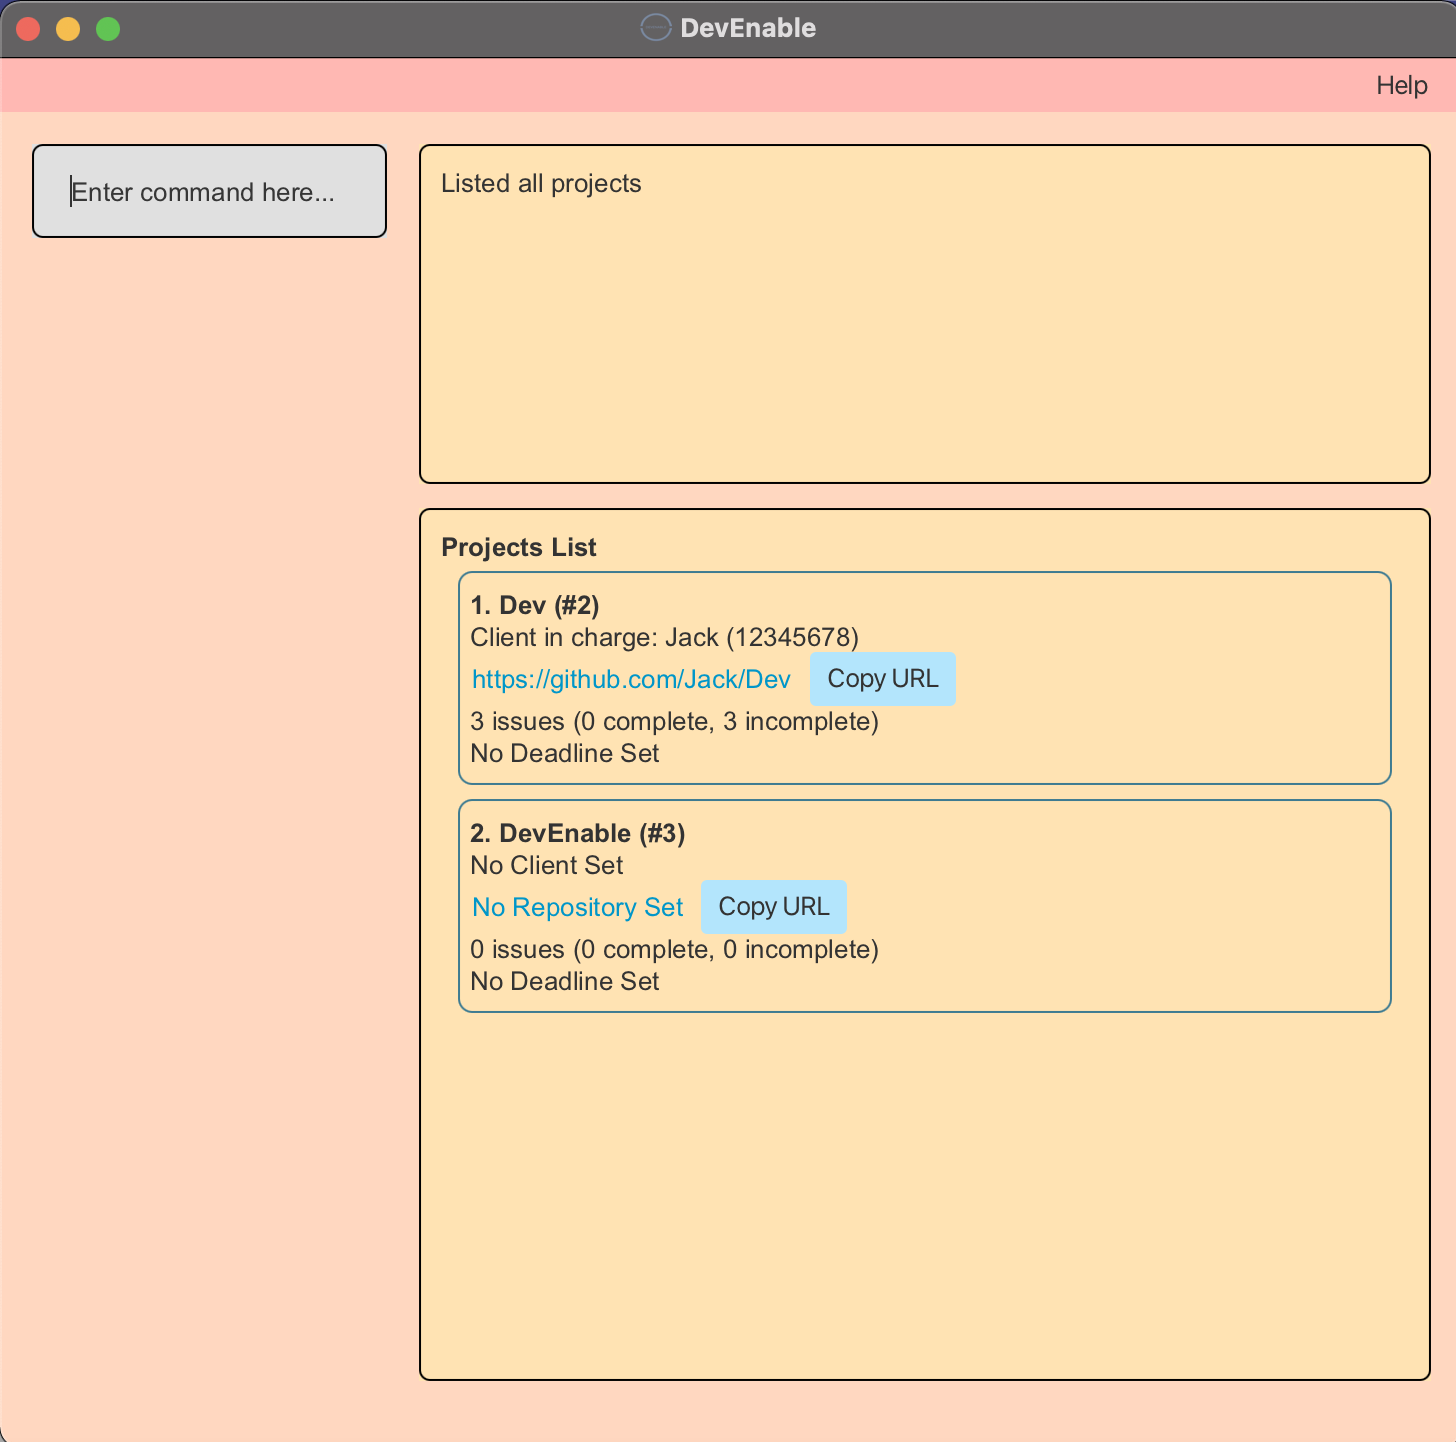 DevEnable
Help
Enter command here...
Listed all projects
Projects List
1. Dev (#2)
Client in charge: Jack (12345678)
https://github.com/Jack/Dev Copy URL
3 issues (0 complete, 3 incomplete)
No Deadline Set
2. DevEnable (#3)
No Client Set
No Repository Set Copy URL
0 issues (0 complete, 0 incomplete)
No Deadline Set